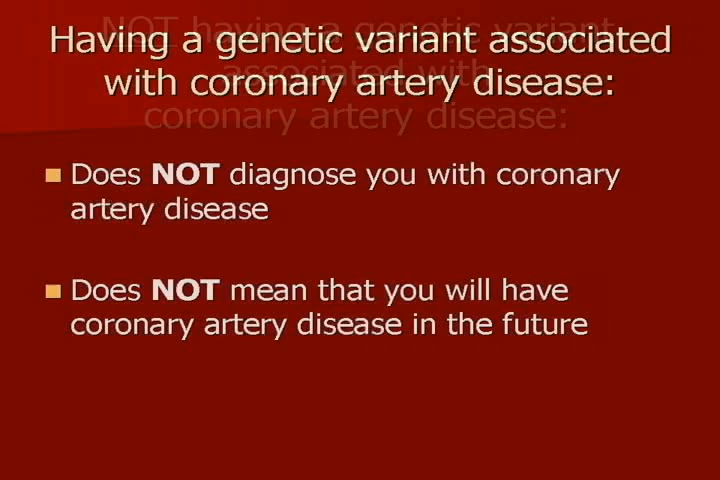 Having a genetic variant associated
with coronary artery disease:
NOT having a genetic variant
associated with
coronary artery disease:
Does NOT diagnose you with coronary
artery disease
Does NOT mean that you will have
coronary artery disease in the future